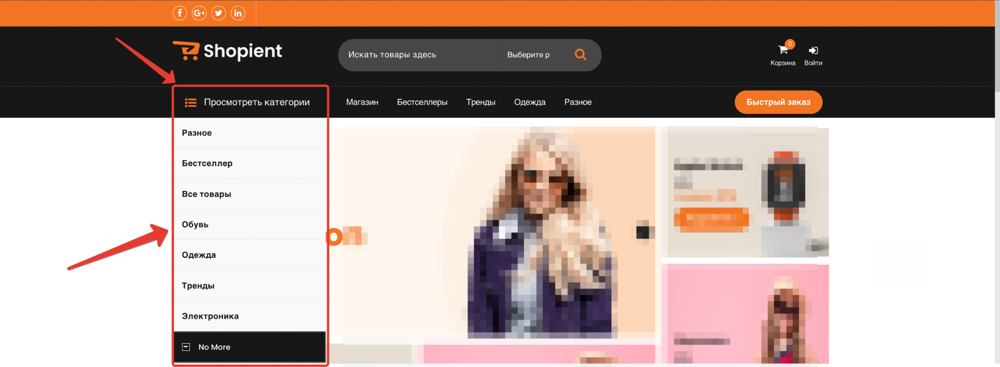 Shopient
Искать товары здесь
Выберите р
0
Корзина
Войти
Просмотреть категории
Магазин
Бестселлеры
Тренды
Одежда
Разное
Быстрый заказ
Разное
Бестселлер
Все товары
Обувь
Одежда
Тренды
Электроника
No More